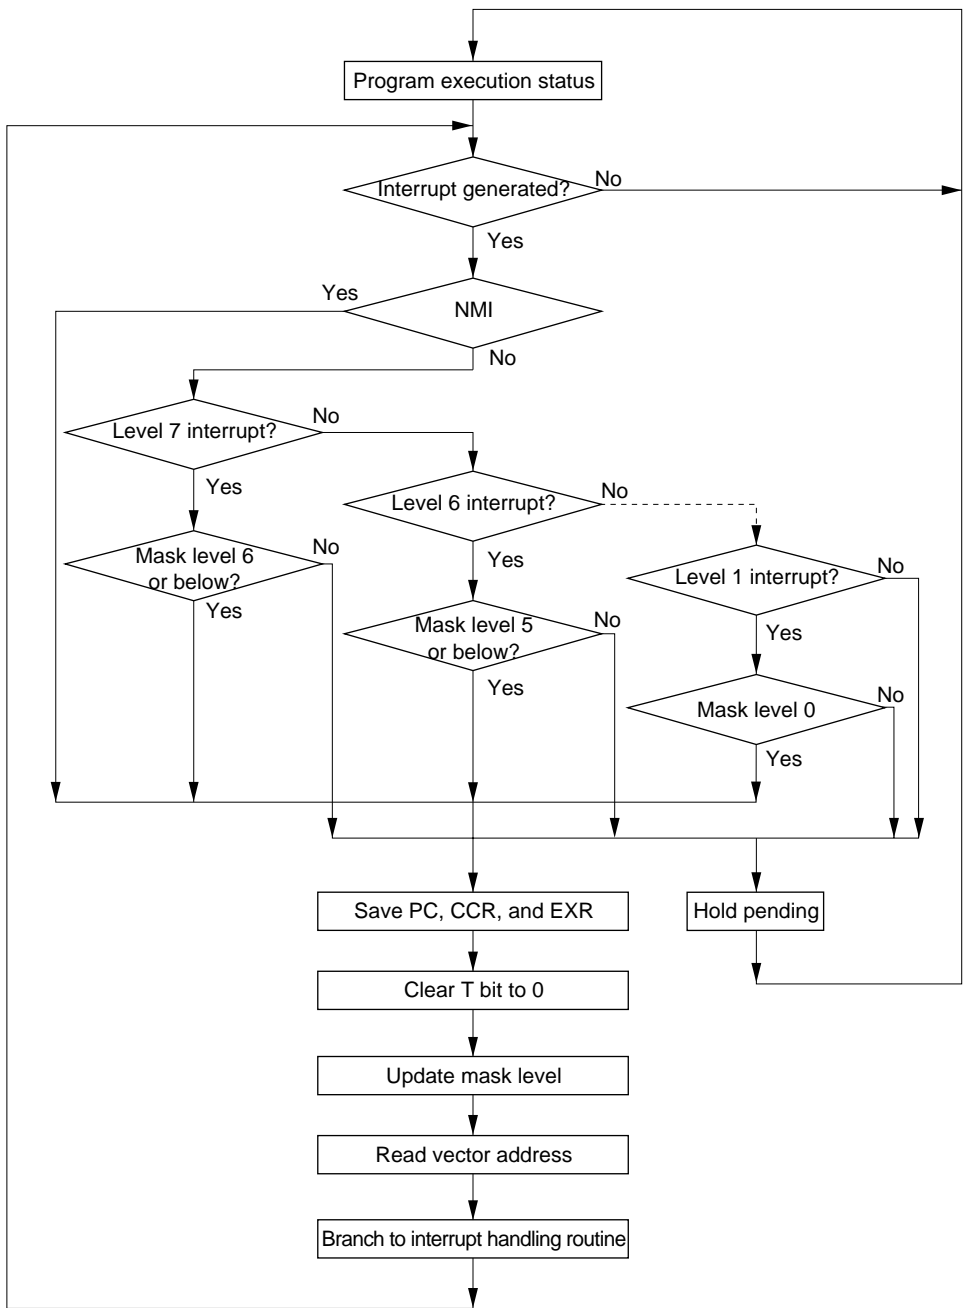 Program execution status
Interrupt generated?
No
Yes
Yes
NMI
No
Level 7 interrupt?
No
Yes
Level 6 interrupt?
No
Mask level 6
or below?
No
Yes
Level 1 interrupt?
No
Yes
Mask level 5
or below?
No
Yes
Yes
Mask level 0
No
Yes
Save PC, CCR, and EXR
Hold pending
Clear T bit to 0
Update mask level
Read vector address
Branch to interrupt handling routine